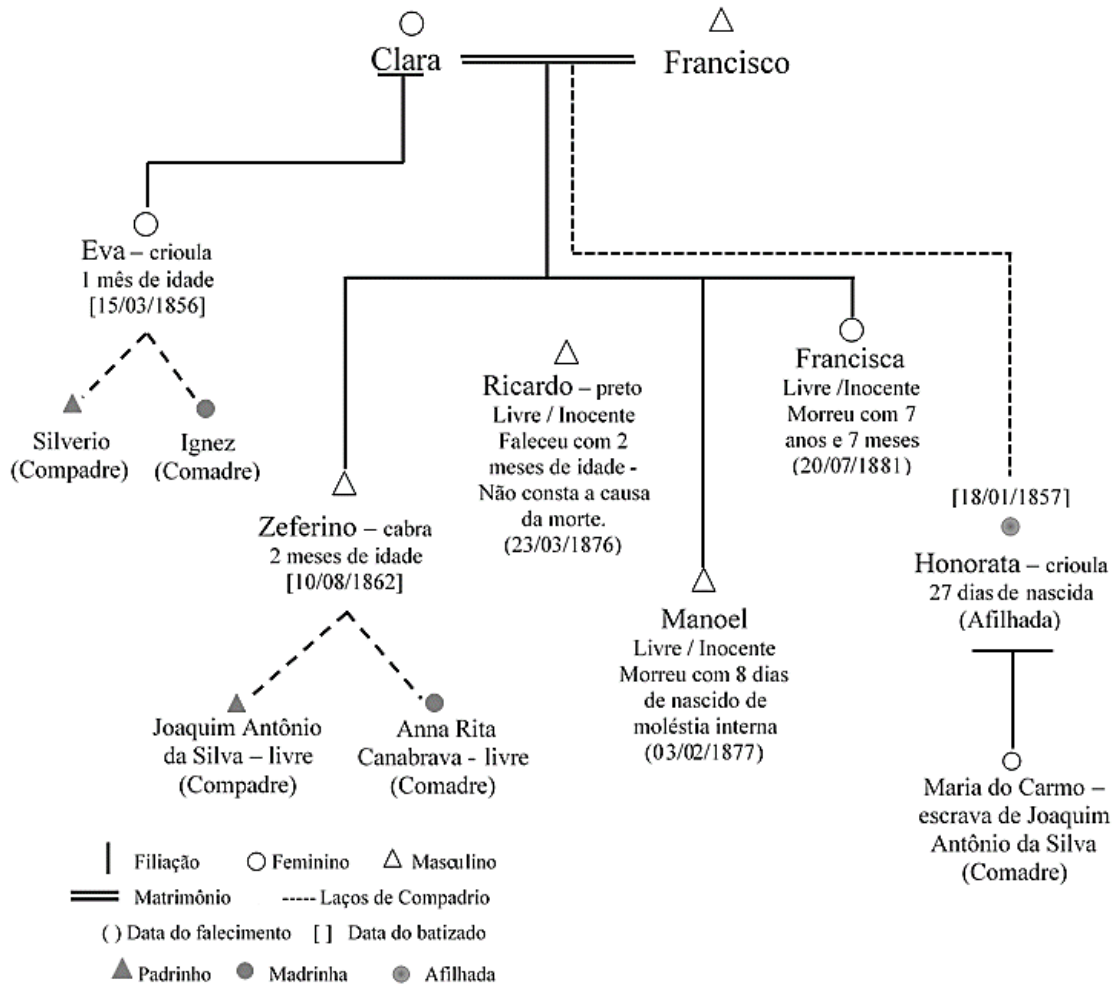 Clara
Francisco
Eva – crioula
1 mês de idade
[15/03/1856]
Silverio
(Compadre)
Ignez
(Comadre)
Zeferino – cabra
2 meses de idade
[10/08/1862]
Joaquim Antônio
da Silva – livre
(Compadre)
Anna Rita
Canabrava - livre
(Comadre)
Ricardo – preto
Livre / Inocente
Faleceu com 2
meses de idade -
Não consta a causa
da morte.
(23/03/1876)
Manoel
Livre / Inocente
Morreu com 8 dias
de nascido de
moléstia interna
(03/02/1877)
Francisca
Livre /Inocente
Morreu com 7
anos e 7 meses
(20/07/1881)
[18/01/1857]
Honorata – crioula
27 dias de nascida
(Afilhada)
Maria do Carmo –
escrava de Joaquim
Antônio da Silva
(Comadre)
Filiação Feminino Masculino
Matrimônio Laços de Compadrio
( ) Data do falecimento [ ] Data do batizado
Padrinho Madrinha Afilhada